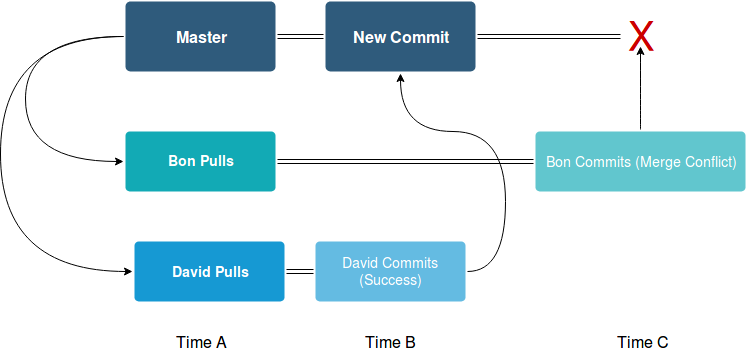 Master
New Commit
X
Bon Pulls
Bon Commits (Merge Conflict)
David Pulls
David Commits
(Success)
Time A
Time B
Time C